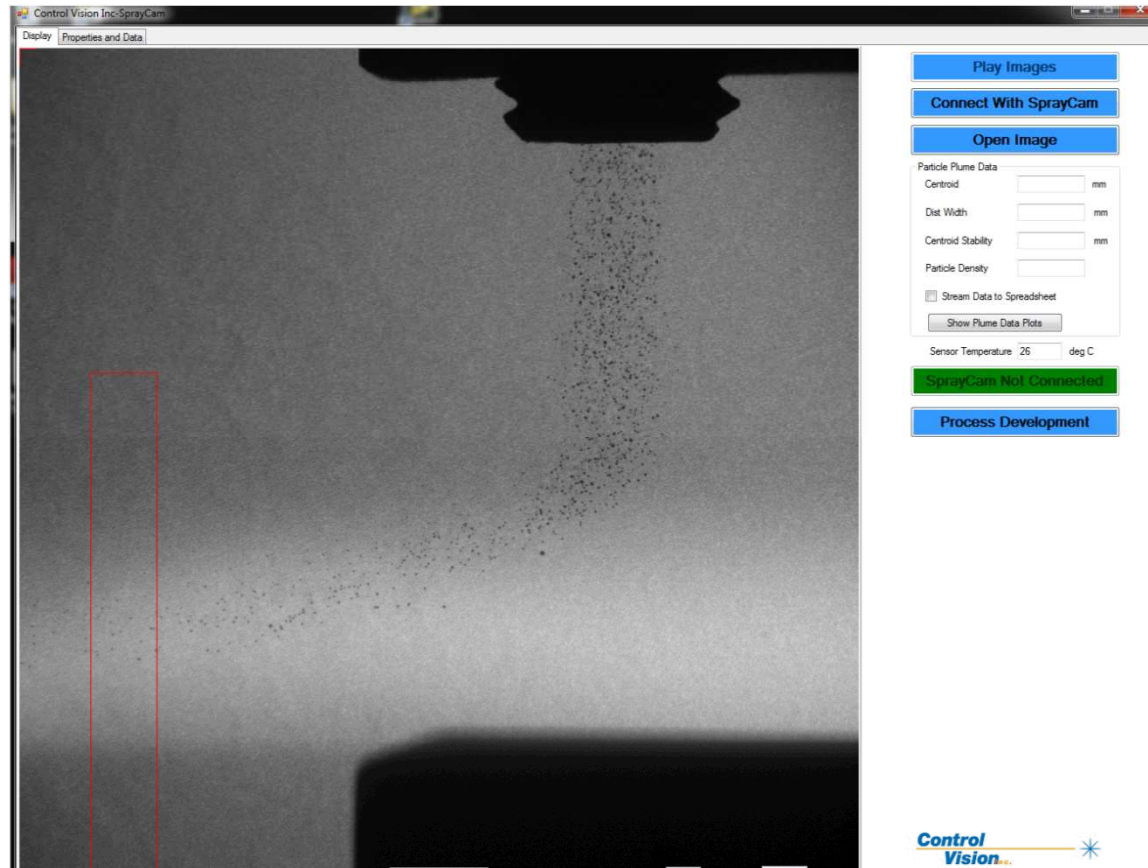 Control Vision Inc-SprayCam
Display Properties and Data
Play Images
Connect With SprayCam
Open Image
Particle Plume Data
Centroid mm
Dist Width mm
Centroid Stability mm
Particle Density
Stream Data to Spreadsheet
Show Plume Data Plots
Sensor Temperature 26 deg C
SprayCam Not Connected
Process Development
Control
Vision INC.